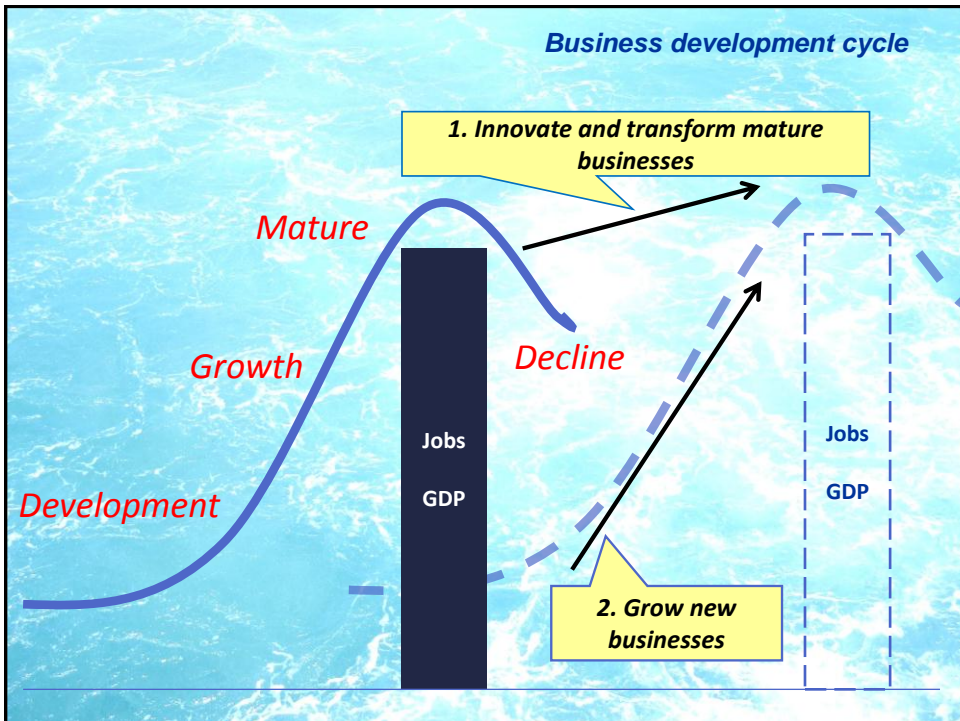 Business development cycle
1. Innovate and transform mature
businesses
Mature
Growth
Decline
Development
Jobs
GDP
Jobs
GDP
2. Grow new
businesses